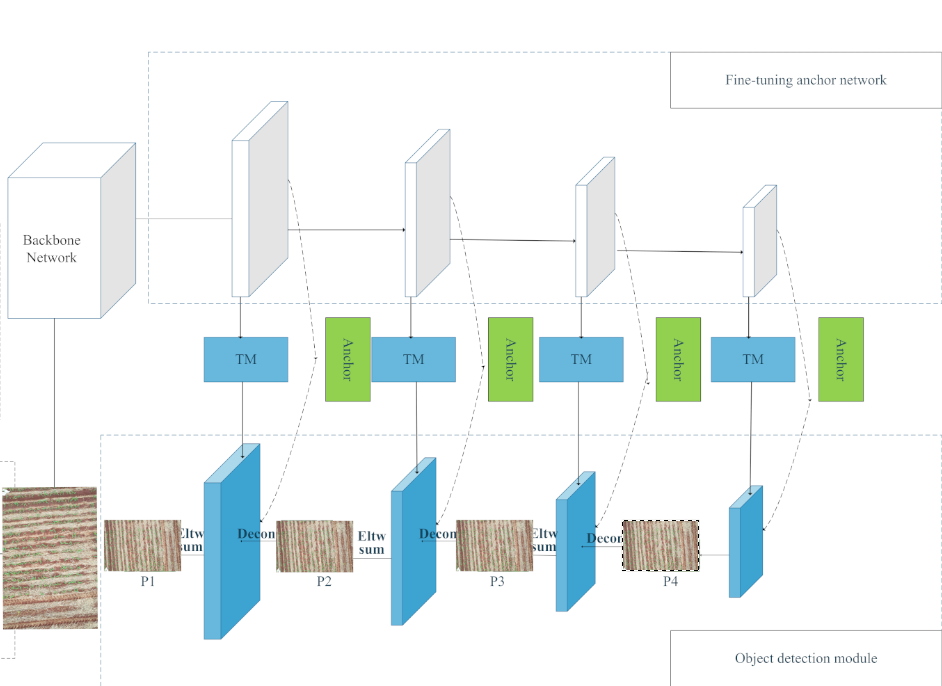 Fine-tuning anchor network
Backbone
Network
TM
Anchor
TM
Anchor
TM
Anchor
TM
Anchor
Eltw
sum
Decon
Eltw
sum
Decon
Eltw
sum
Decon
P1
P2
P3
P4
Object detection module